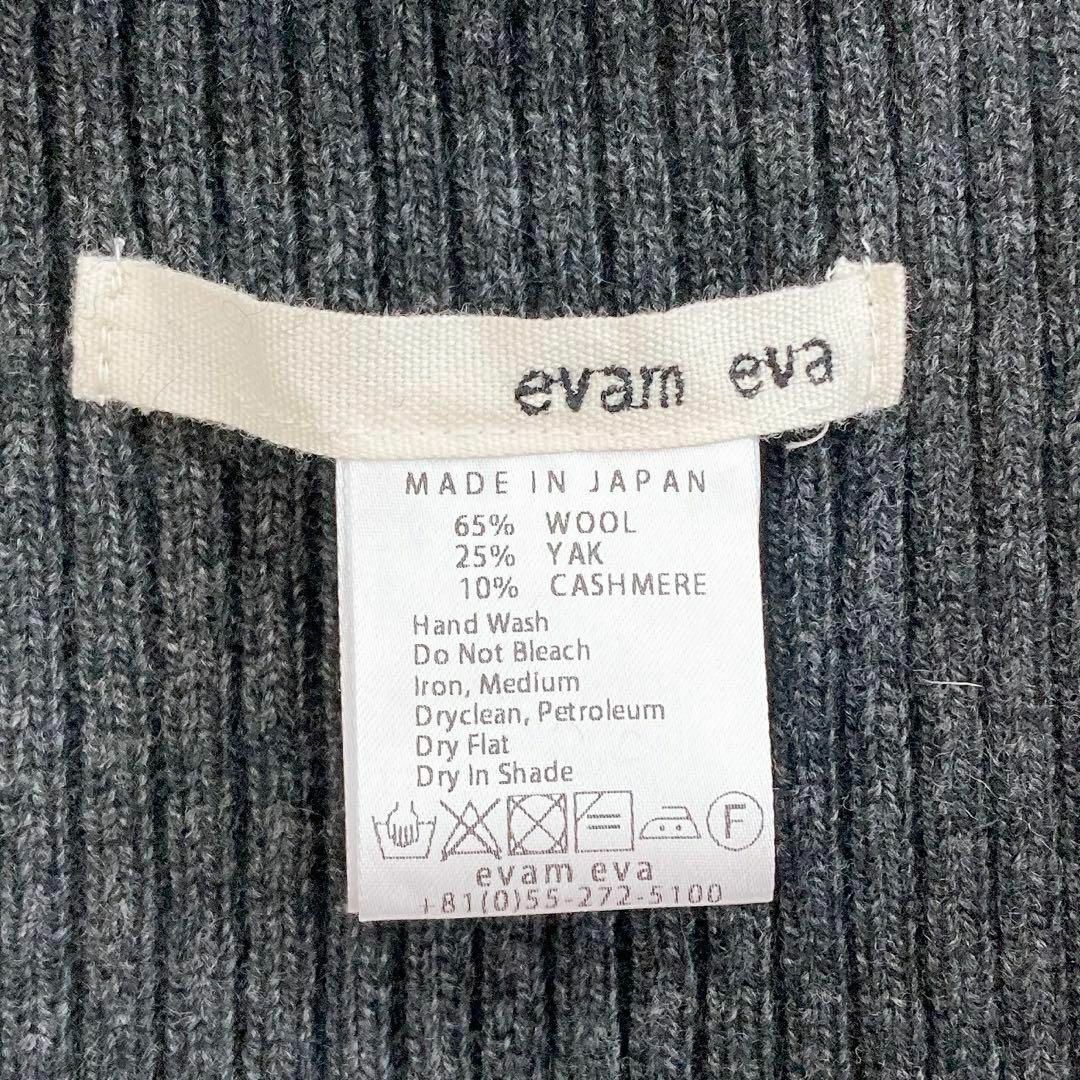 evam eva
MADE IN JAPAN
65% WOOL
25% YAK
10% CASHMERE
Hand Wash
Do Not Bleach
Iron, Medium
Dryclean, Petroleum
Dry Flat
Dry In Shade
F
evam eva
+81(0)55-272-5100